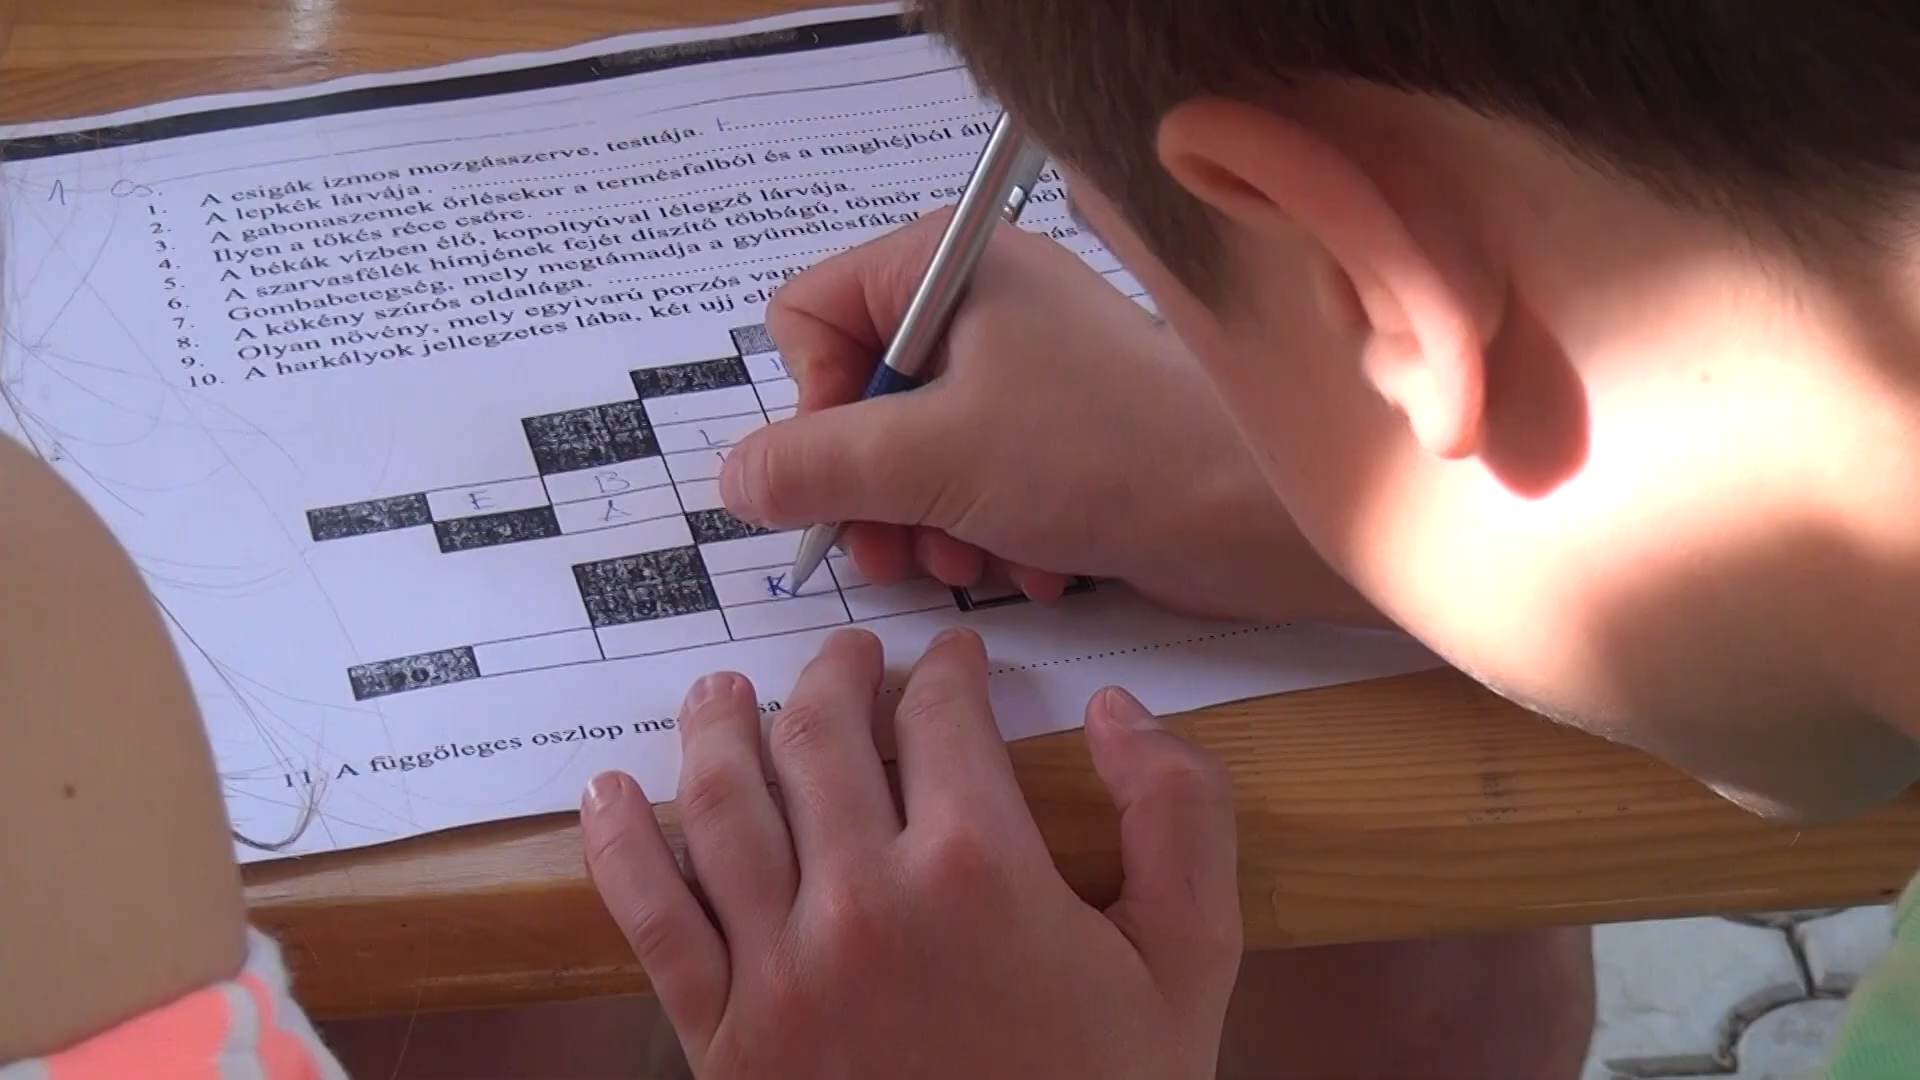 1. A csigák izmos mozgásszerve, testtája.
2. A lepkék lárvája.
3. A gabonaszemek őrlésekor a termésfalból és a maghéjból áll
4. Ilyen a tőkés réce csőre.
5. A békák vízben élő, kopoltyúval lélegző lárvája.
6. A szarvasfélék hímjének fejét díszítő többágú, tömör
7. Gombabetegség, mely megtámadja a gyümölcsfákat
8. A kökény szúrós oldalága.
9. Olyan növény, mely egyivarú porzós vagy
10. A harkályok jellegzetes lába, két ujj
L
E B
A
K
11. A függőleges oszlop